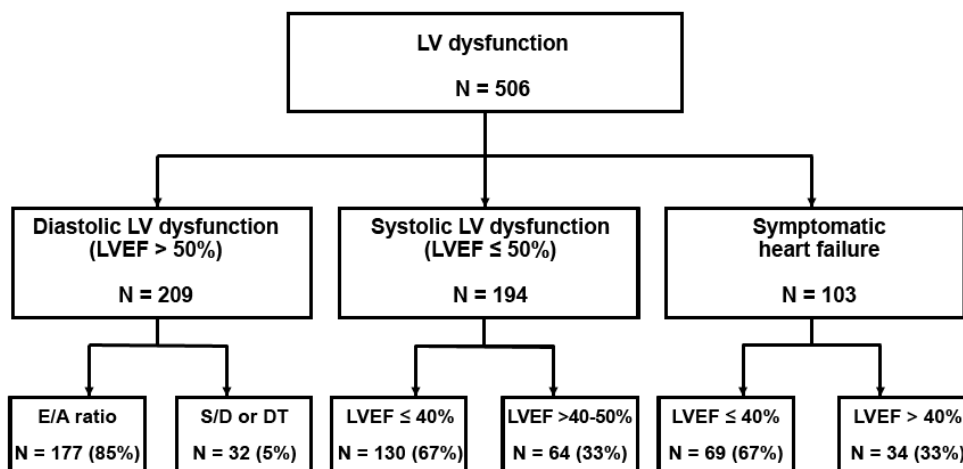 LV dysfunction
N = 506
Diastolic LV dysfunction
(LVEF > 50%)
N = 209
Systolic LV dysfunction
(LVEF ≤ 50%)
N = 194
Symptomatic
heart failure
N = 103
E/A ratio
N = 177 (85%)
S/D or DT
N = 32 (5%)
LVEF ≤ 40%
N = 130 (67%)
LVEF >40-50%
N = 64 (33%)
LVEF ≤ 40%
N = 69 (67%)
LVEF > 40%
N = 34 (33%)